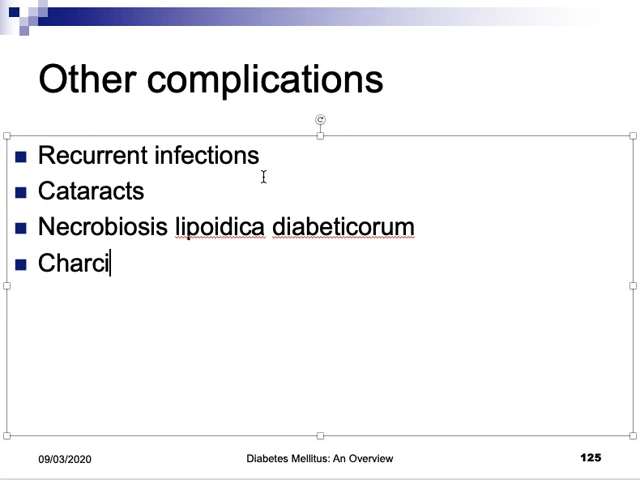 Other complications
Recurrent infections
Cataracts
Necrobiosis lipoidica diabeticorum
Charci
09/03/2020
Diabetes Mellitus: An Overview
125